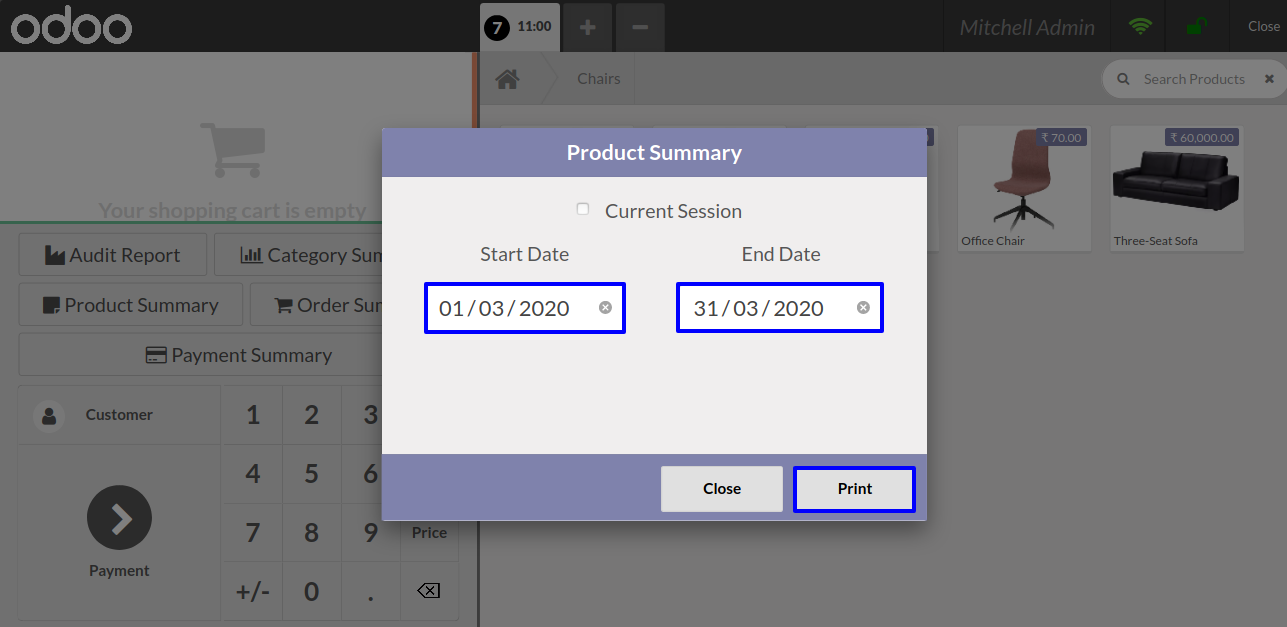 odoo
7 11:00
Mitchell Admin
Close
Chairs
Search Products
Your shopping cart is empty
Product Summary
Current Session
Start Date End Date
01/03/2020 31/03/2020
Close Print
₹ 70.00
Office Chair
₹ 60,000.00
Three-Seat Sofa
Audit Report
Category Sum
Product Summary
Order Sum
Payment Summary
Customer
1 2 3
4 5 6
7 8 9 Price
Payment
+/- 0 .